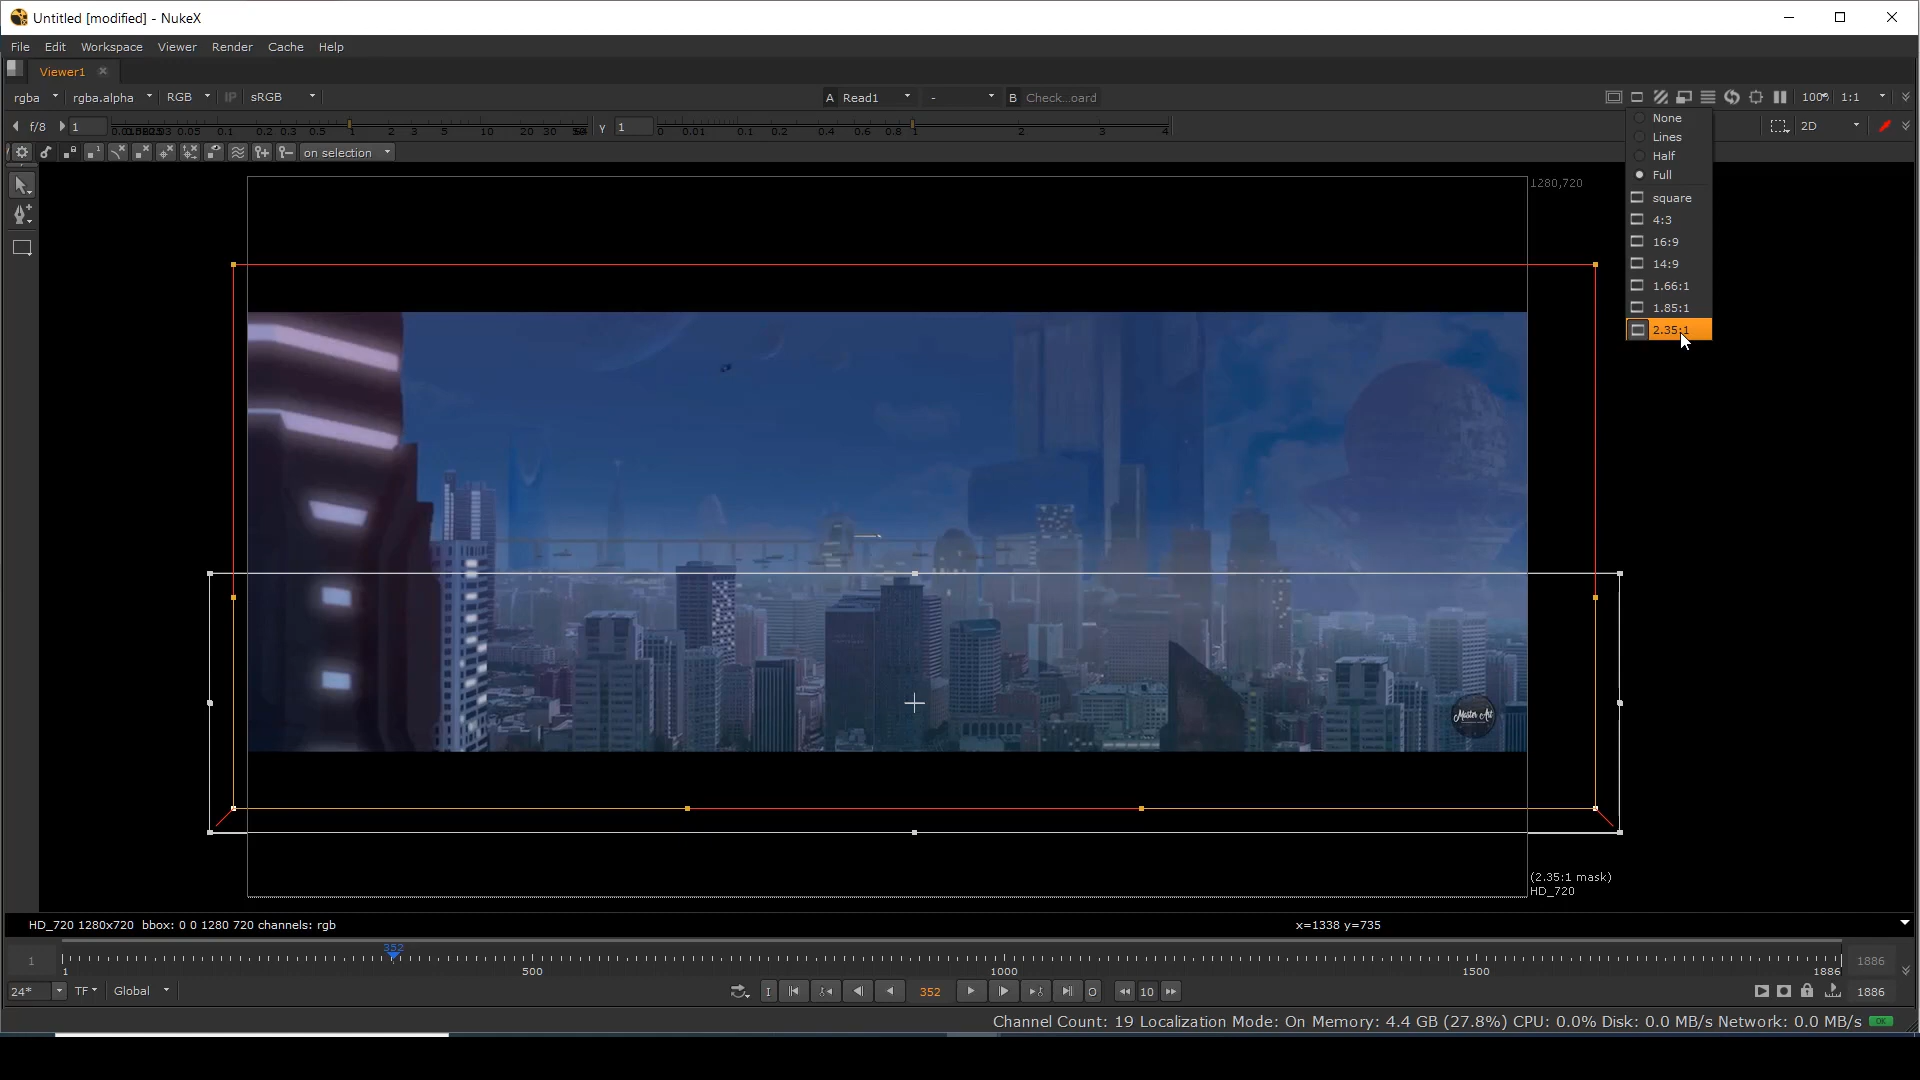 Untitled [modified] - NukeX
File Edit Workspace Viewer Render Cache Help
Viewer1
rgba rgba.alpha RGB IP sRGB A Read1 - B Check...oard 1:1
f/8 1 Y 1 2D
on selection
None
Lines
Half
Full
square
4:3
16:9
14:9
1.66:1
1.85:1
2.35:1
1280,720
Master Art
(2.35:1 mask)
HD_720
HD_720 1280x720 bbox: 0 0 1280 720 channels: rgb x=1338 y=735
352
1 1 500 1000 1500 1886 1886
24* TF Global I 352 O 10 1886
Channel Count: 19 Localization Mode: On Memory: 4.4 GB (27.8%) CPU: 0.0% Disk: 0.0 MB/s Network: 0.0 MB/s OK